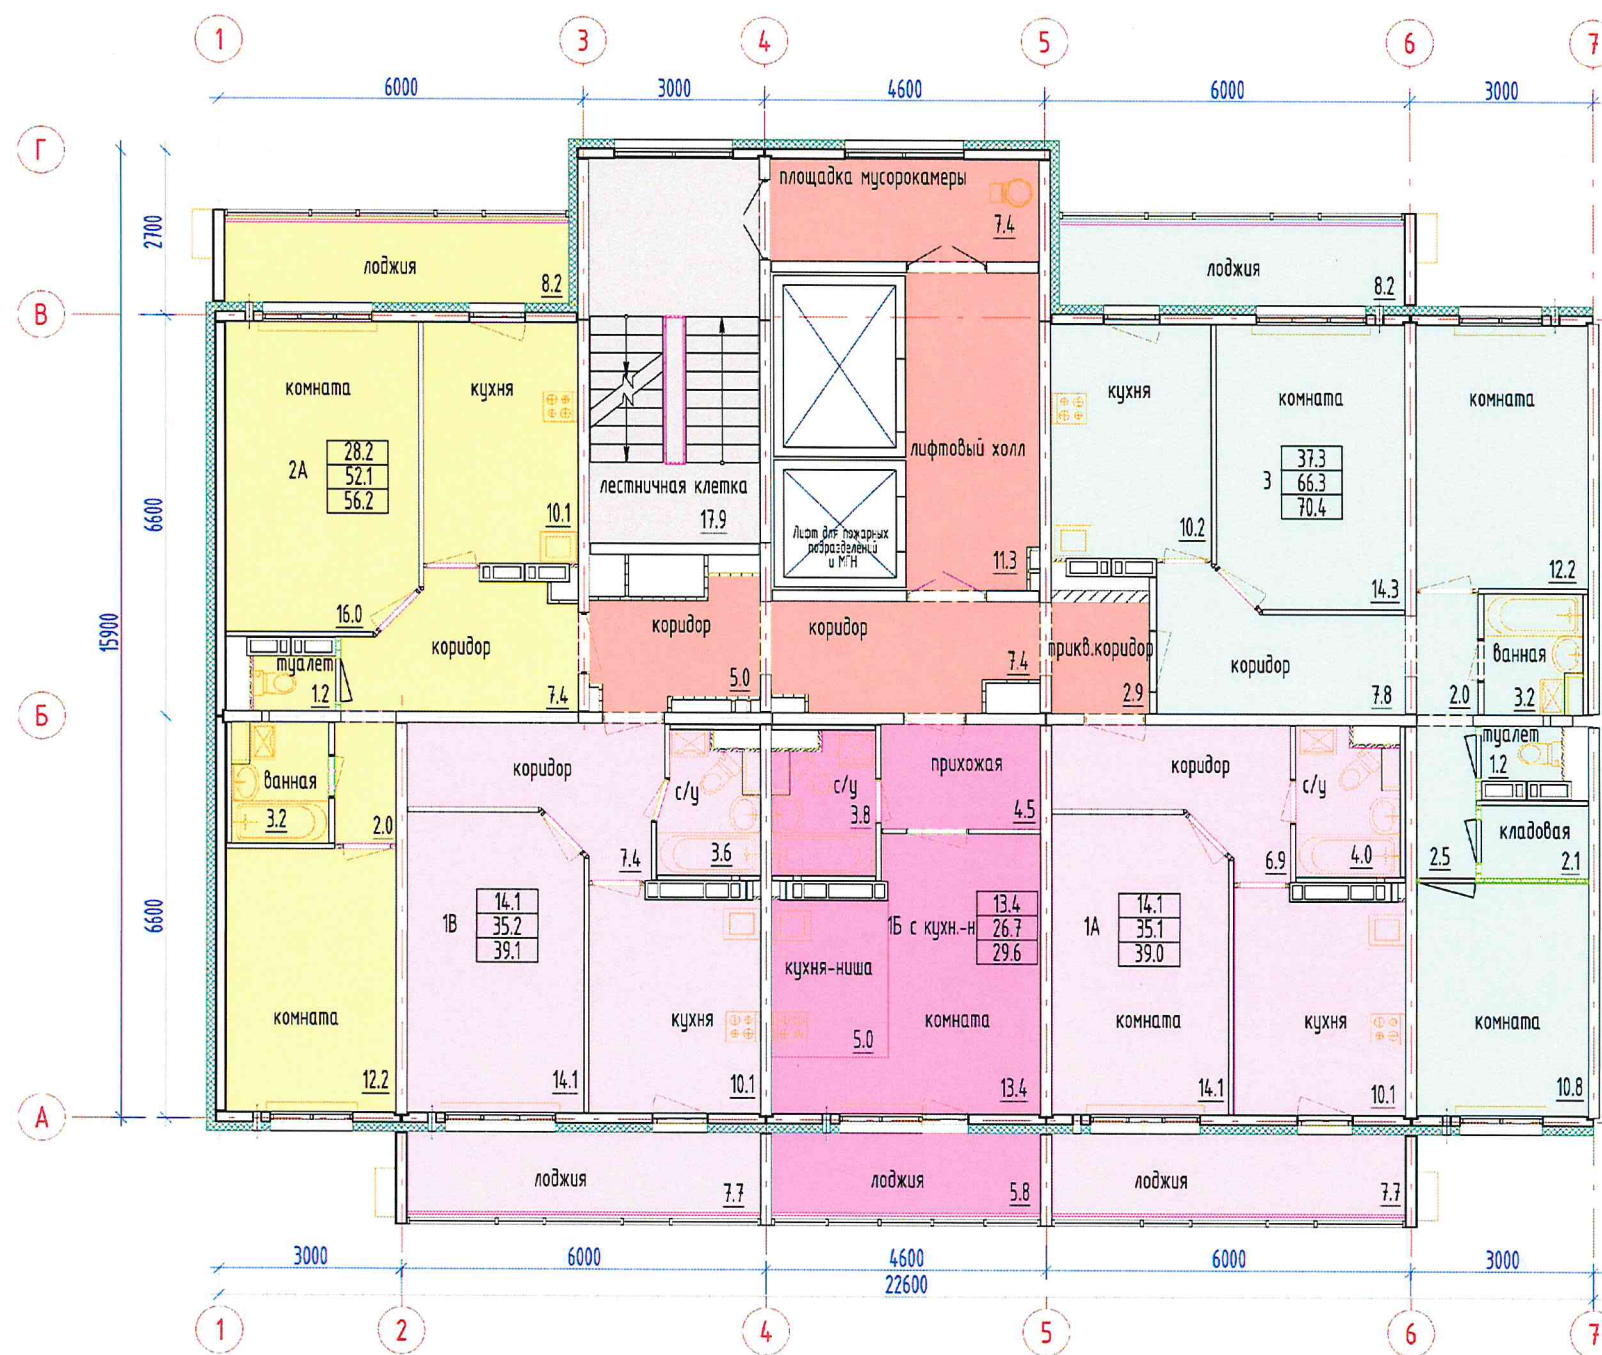 1
3
4
5
6
7
6000
3000
4600
6000
3000
Г
2700
площадка мусорокамеры
7.4
лоджия
8.2
лоджия
8.2
В
комната
кухня
кухня
комната
комната
2А
28.2
52.1
56.2
лифтовый холл
3
37.3
66.3
70.4
лестничная клетка
17.9
6600
10.1
Лифт для пожарных
подразделений
и МГН
11.3
10.2
14.3
12.2
15900
16.0
коридор
коридор
коридор
трикв.коридор
коридор
ванная
туалет
1.2
7.4
5.0
7.4
2.9
7.8
2.0
3.2
Б
туалет
1.2
ванная
3.2
2.0
коридор
с/у
с/у
3.8
прихожая
4.5
коридор
с/у
7.4
3.6
6.9
4.0
2.5
кладовая
2.1
6600
1В
14.1
35.2
39.1
1Б с кухн.-н
13.4
26.7
29.6
1А
14.1
35.1
39.0
кухня-ниша
5.0
комната
кухня
комната
комната
кухня
комната
12.2
14.1
10.1
13.4
14.1
10.1
10.8
А
лоджия
7.7
лоджия
5.8
лоджия
7.7
3000
6000
4600
6000
3000
22600
1
2
4
5
6
7